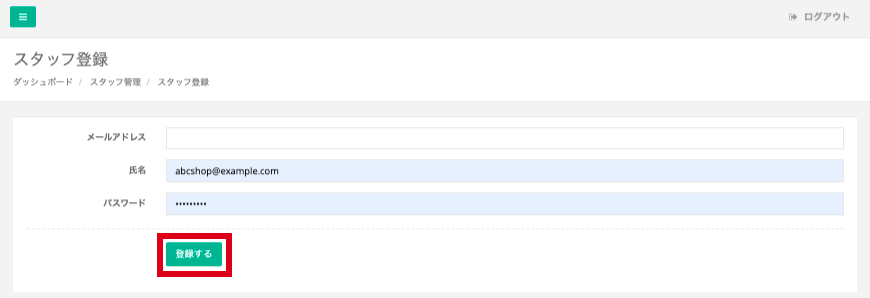 ログアウト
スタッフ登録
ダッシュボード / スタッフ管理 / スタッフ登録
メールアドレス
氏名 abcshop@example.com
パスワード •••••••••
登録する